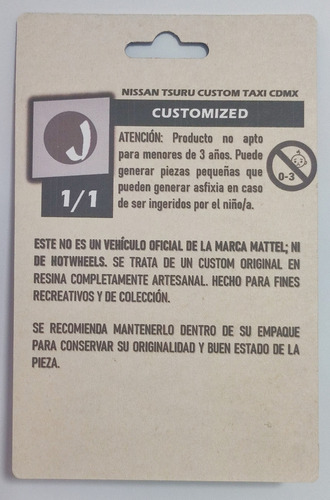 NISSAN TSURU CUSTOM TAXI CDMX
CUSTOMIZED
J
1/1
ATENCIÓN: Producto no apto
para menores de 3 años. Puede
generar piezas pequeñas que
pueden generar asfixia en caso
de ser ingeridos por el niño/a.
0-3
ESTE NO ES UN VEHÍCULO OFICIAL DE LA MARCA MATTEL; NI
DE HOTWHEELS. SE TRATA DE UN CUSTOM ORIGINAL EN
RESINA COMPLETAMENTE ARTESANAL. HECHO PARA FINES
RECREATIVOS Y DE COLECCIÓN.
SE RECOMIENDA MANTENERLO DENTRO DE SU EMPAQUE
PARA CONSERVAR SU ORIGINALIDAD Y BUEN ESTADO DE LA
PIEZA.